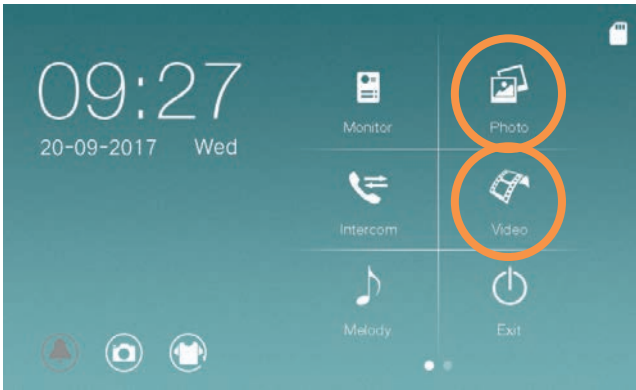 09:27
20-09-2017 Wed
Monitor
Photo
Intercom
Video
Melody
Exit